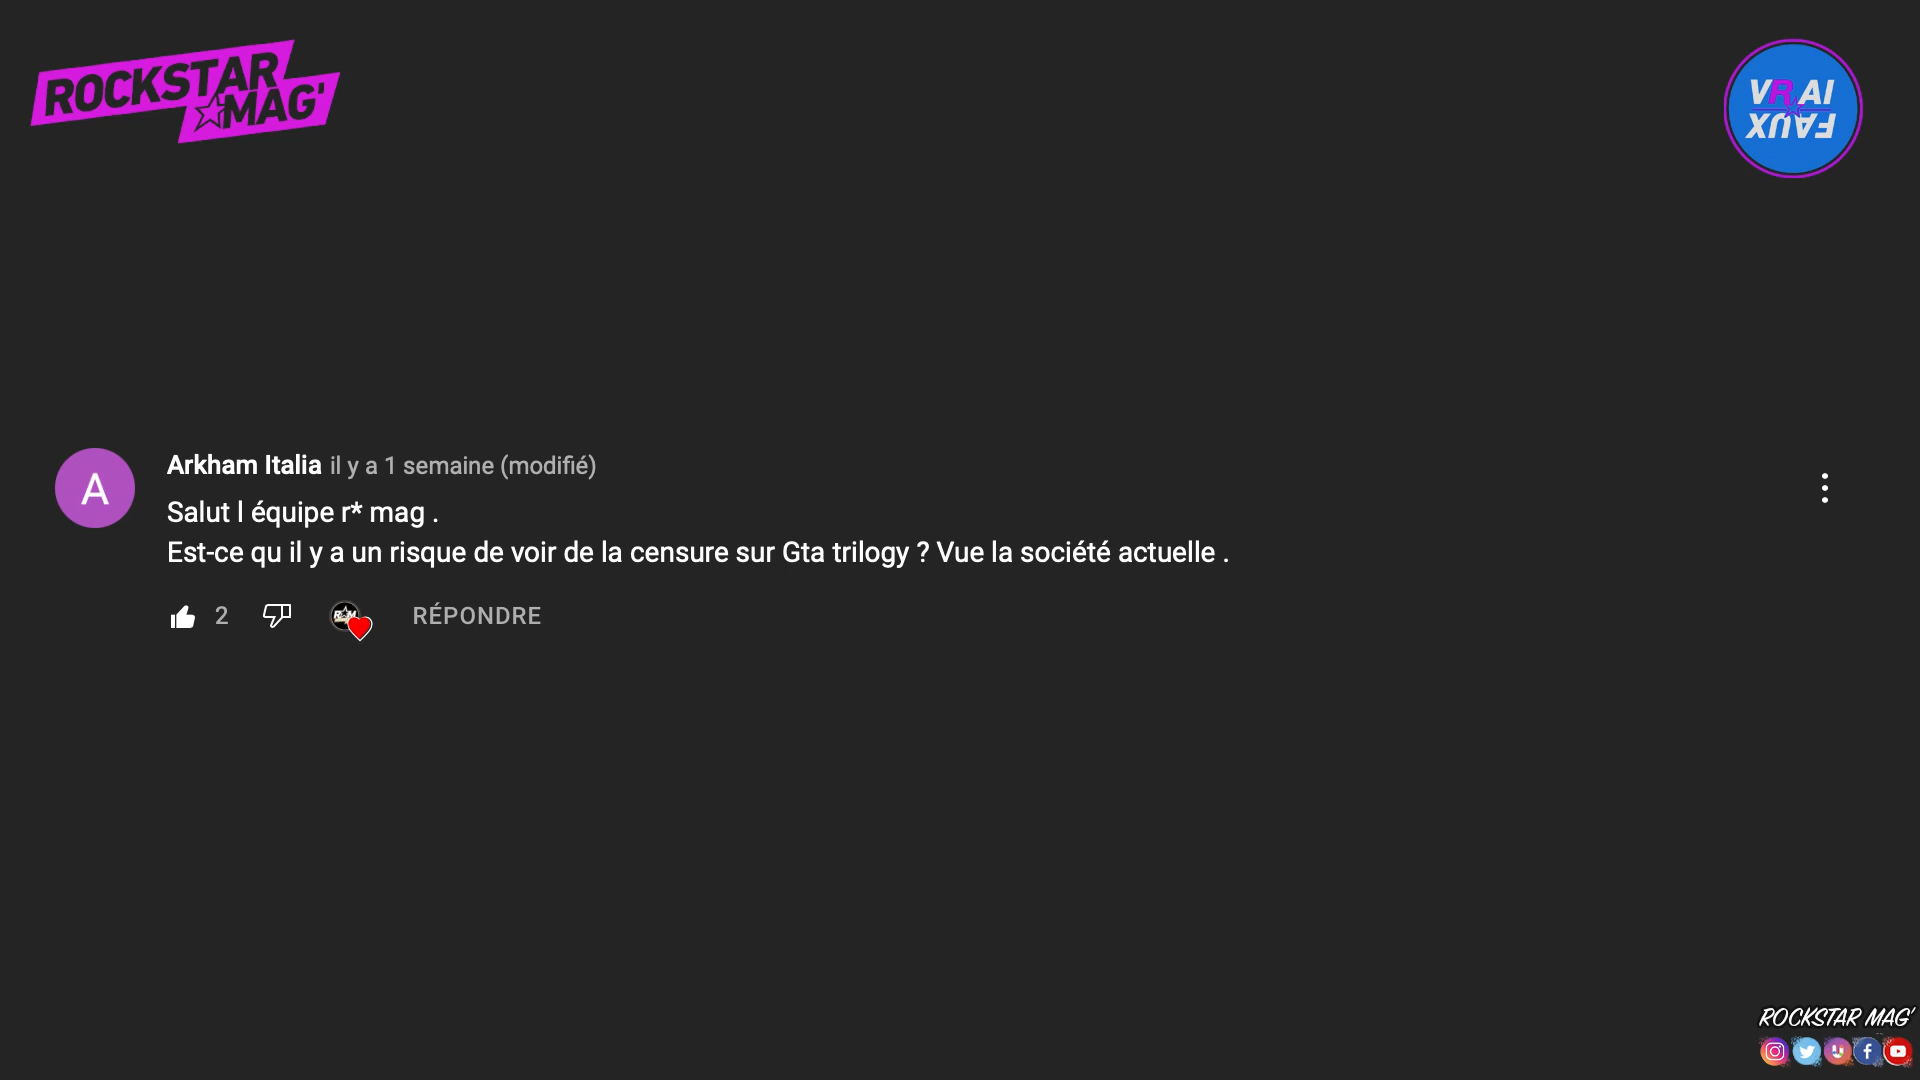 ROCKSTAR
MAG'
VRAI
FAUX
A
Arkham Italia il y a 1 semaine (modifié)
Salut l équipe r* mag .
Est-ce qu il y a un risque de voir de la censure sur Gta trilogy ? Vue la société actuelle .
2
RÉPONDRE
ROCKSTAR MAG'